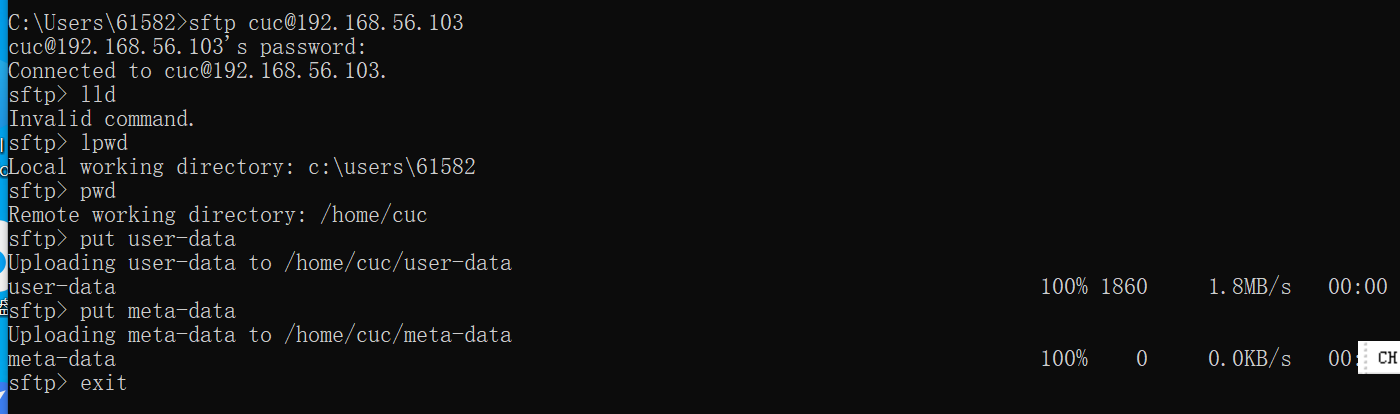 C:\Users\61582>sftp cuc@192.168.56.103
cuc@192.168.56.103's password:
Connected to cuc@192.168.56.103.
sftp> lld
Invalid command.
sftp> lpwd
Local working directory: c:\users\61582
sftp> pwd
Remote working directory: /home/cuc
sftp> put user-data
Uploading user-data to /home/cuc/user-data
user-data 100% 1860 1.8MB/s 00:00
sftp> put meta-data
Uploading meta-data to /home/cuc/meta-data
meta-data 100% 0 0.0KB/s 00: CH
sftp> exit